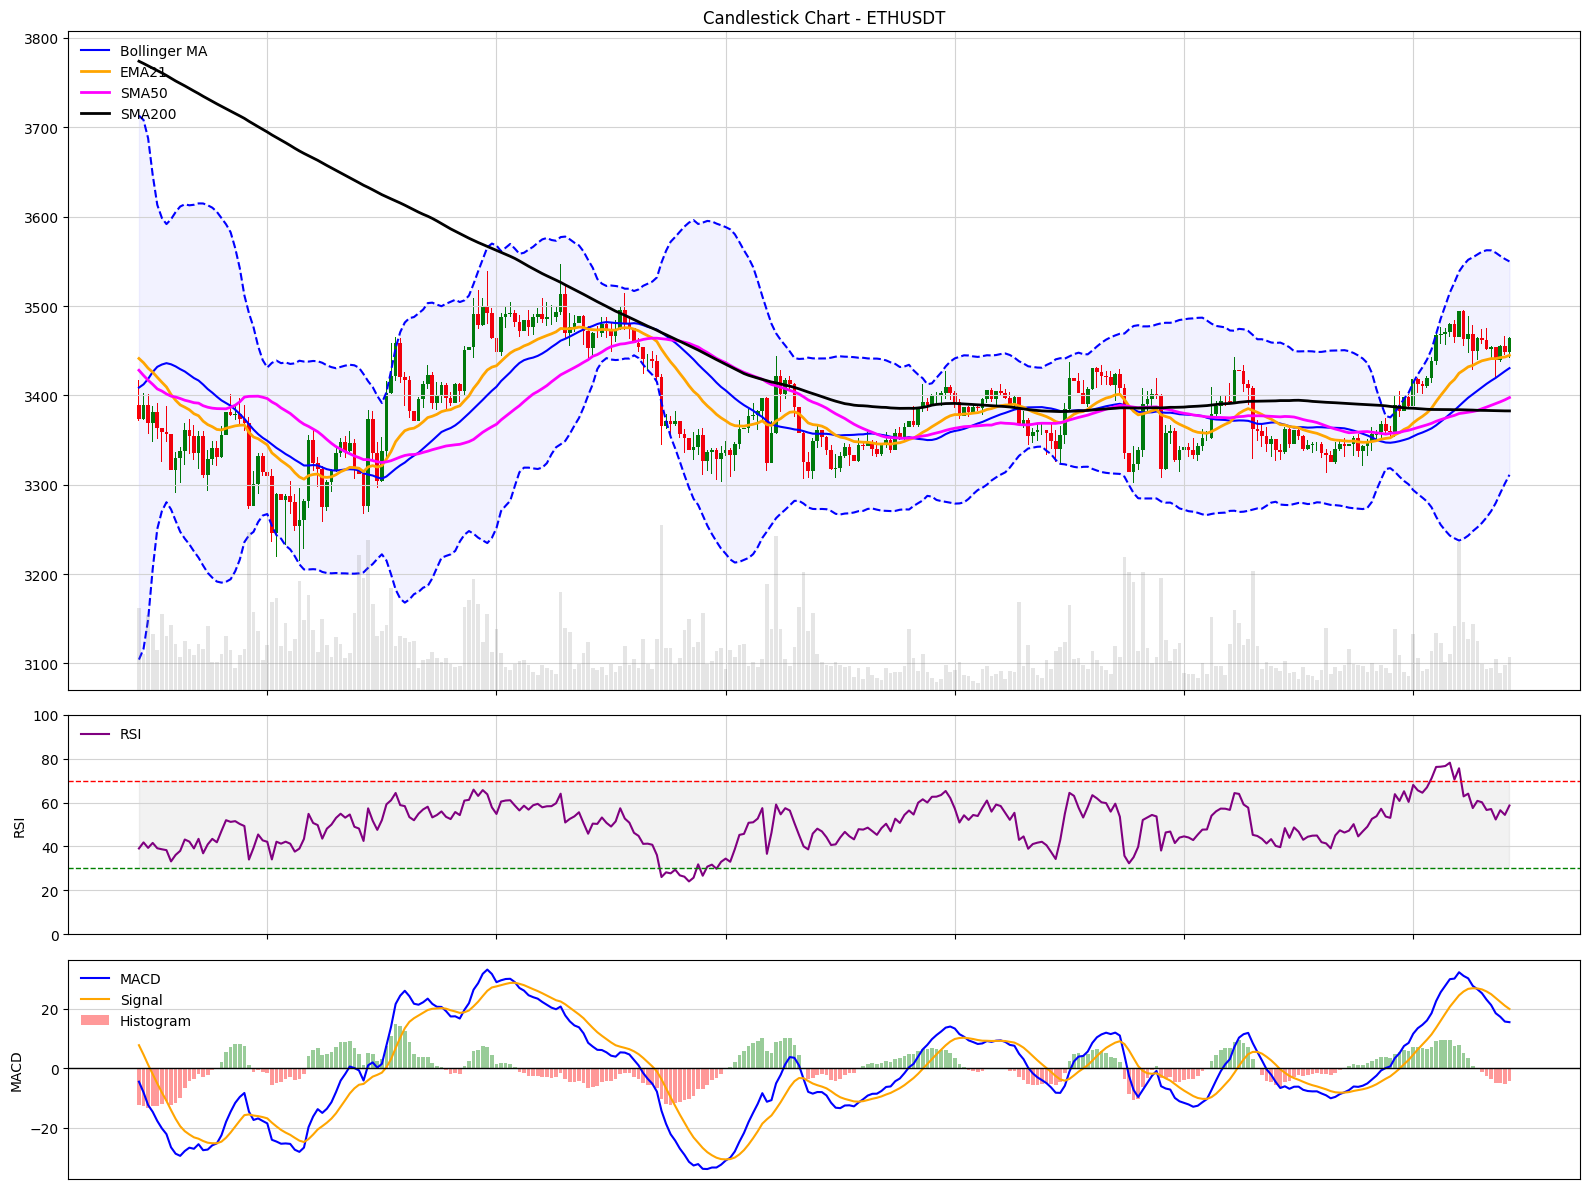 Candlestick Chart - ETHUSDT
3800
3700
3600
3500
3400
3300
3200
3100
Bollinger MA
EMA21
SMA50
SMA200
RSI
100
80
60
40
20
0
RSI
MACD
20
0
−20
MACD
Signal
Histogram